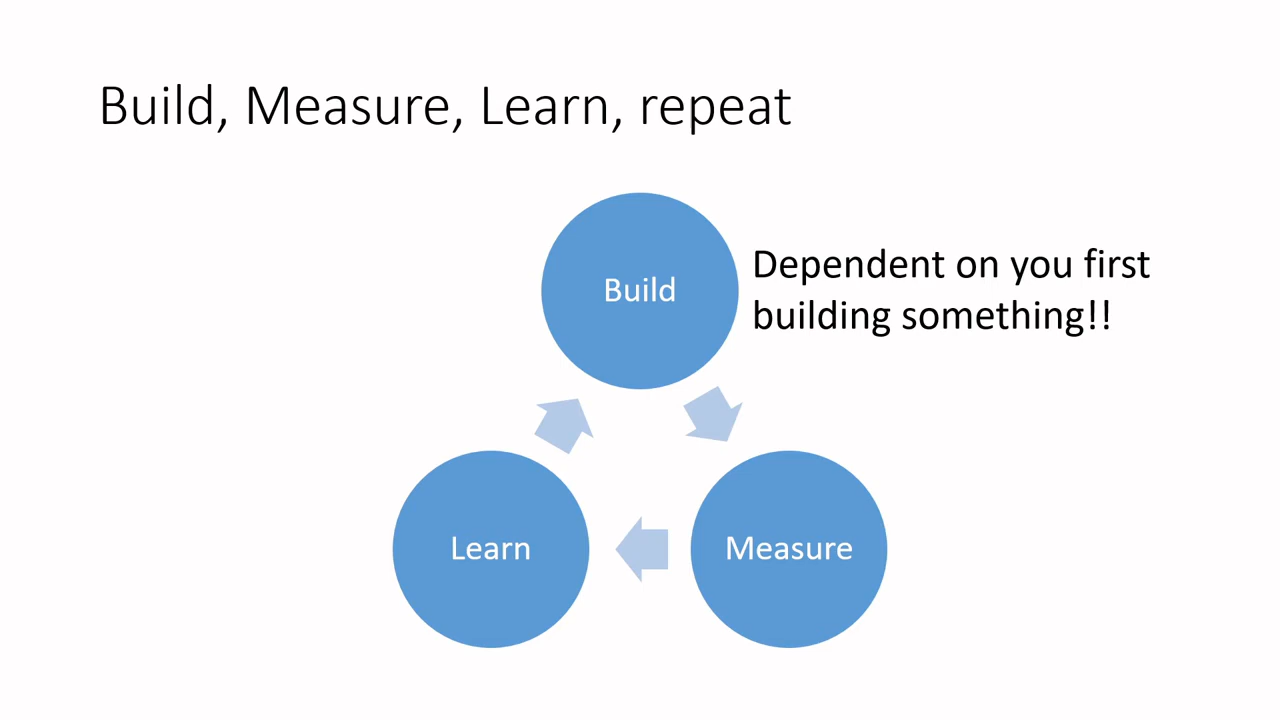 Build, Measure, Learn, repeat
Build
Dependent on you first
building something!!
Learn
Measure